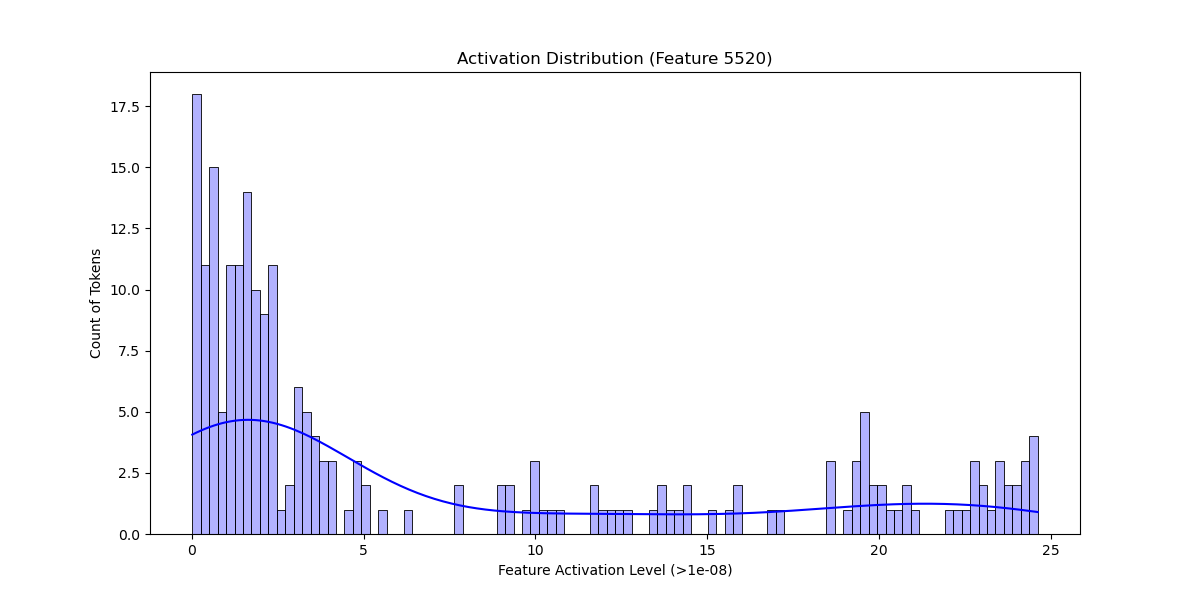 Activation Distribution (Feature 5520)
17.5
15.0
12.5
10.0
7.5
5.0
2.5
0.0
Count of Tokens
0 5 10 15 20 25
Feature Activation Level (>1e-08)